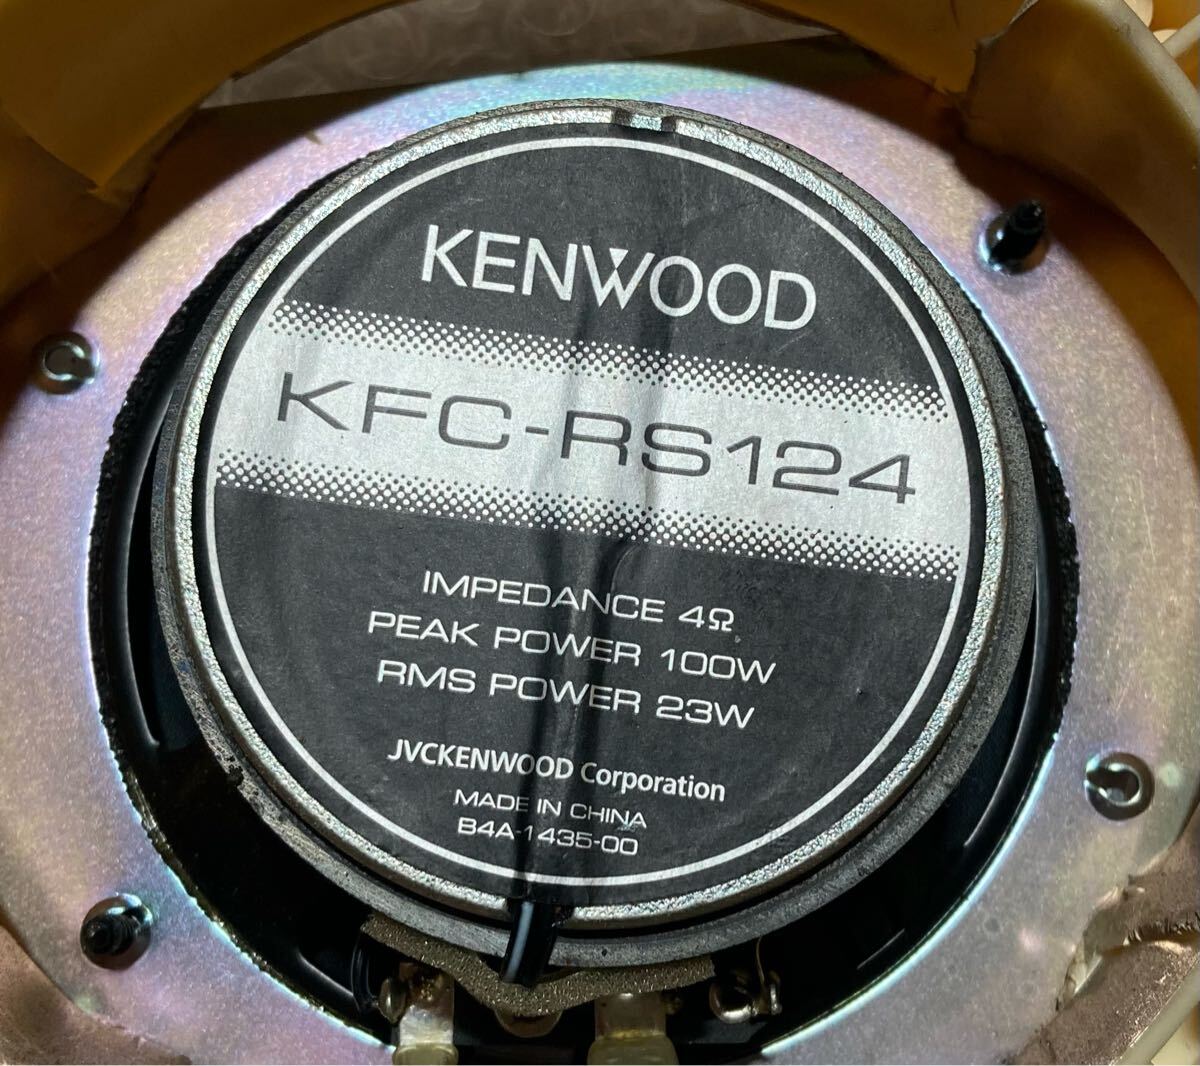 KENWOOD
KFC-RS124
IMPEDANCE 4Ω
PEAK POWER 100W
RMS POWER 23W
JVCKENWOOD Corporation
MADE IN CHINA
B4A-1435-00